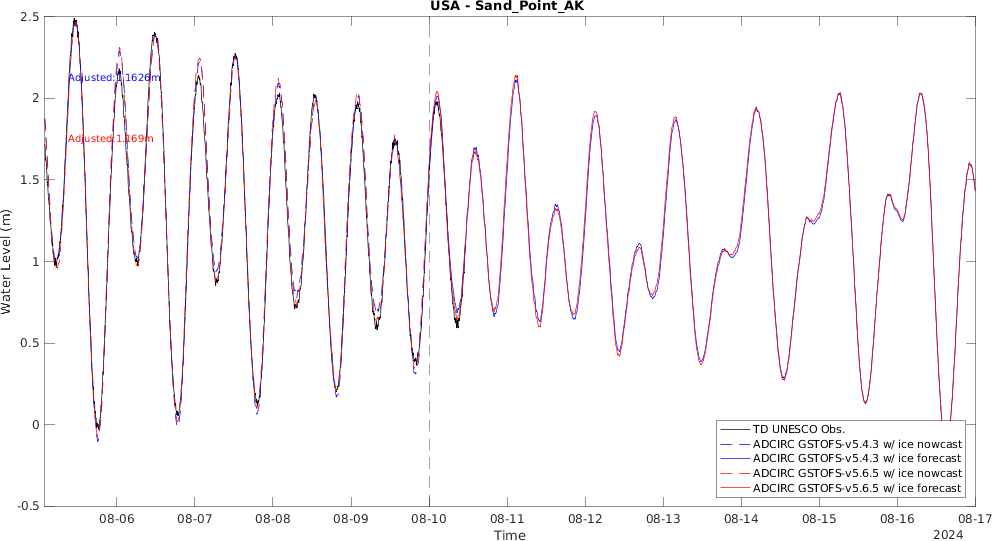 USA - Sand_Point_AK
2.5
2
1.5
1
0.5
0
-0.5
Water Level (m)
Adjusted:1.1626m
Adjusted:1.169m
TD UNESCO Obs.
ADCIRC GSTOFS-v5.4.3 w/ ice nowcast
ADCIRC GSTOFS-v5.4.3 w/ ice forecast
ADCIRC GSTOFS-v5.6.5 w/ ice nowcast
ADCIRC GSTOFS-v5.6.5 w/ ice forecast
08-06 08-07 08-08 08-09 08-10 08-11 08-12 08-13 08-14 08-15 08-16 08-17
Time
2024